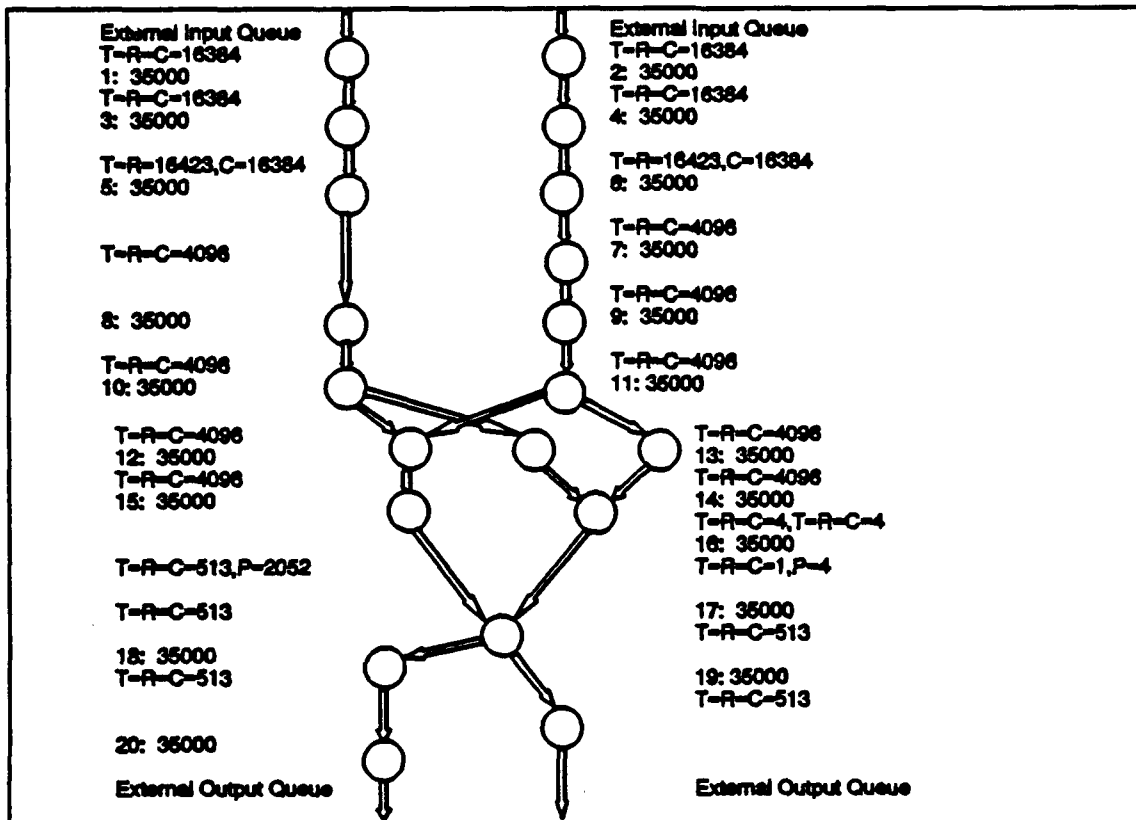 External Input Queue
T=R=C=16384
1: 35000
T=R=C=16384
3: 35000
T=R=16423,C=16384
5: 35000
T=R=C=4096
8: 35000
T=R=C=4096
10: 35000
T=R=C=4096
12: 35000
T=R=C=4096
15: 35000
T=R=C=513,P=2052
T=R=C=513
18: 35000
T=R=C=513
20: 35000
External Output Queue
External Input Queue
T=R=C=16384
2: 35000
T=R=C=16384
4: 35000
T=R=16423,C=16384
6: 35000
T=R=C=4096
7: 35000
T=R=C=4096
9: 35000
T=R=C=4096
11: 35000
T=R=C=4096
13: 35000
T=R=C=4096
14: 35000
T=R=C=4,T=R=C=4
16: 35000
T=R=C=1,P=4
17: 35000
T=R=C=513
19: 35000
T=R=C=513
External Output Queue